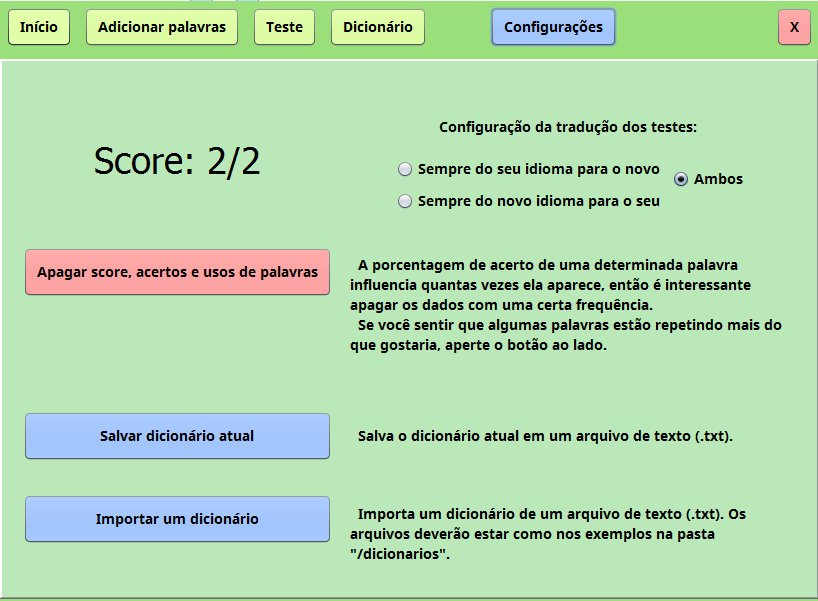 Início
Adicionar palavras
Teste
Dicionário
Configurações
X
Score: 2/2
Configuração da tradução dos testes:
Sempre do seu idioma para o novo
Sempre do novo idioma para o seu
Ambos
Apagar score, acertos e usos de palavras
A porcentagem de acerto de uma determinada palavra
influencia quantas vezes ela aparece, então é interessante
apagar os dados com uma certa frequência.
Se você sentir que algumas palavras estão repetindo mais do
que gostaria, aperte o botão ao lado.
Salvar dicionário atual
Salva o dicionário atual em um arquivo de texto (.txt).
Importar um dicionário
Importa um dicionário de um arquivo de texto (.txt). Os
arquivos deverão estar como nos exemplos na pasta
"/dicionarios".